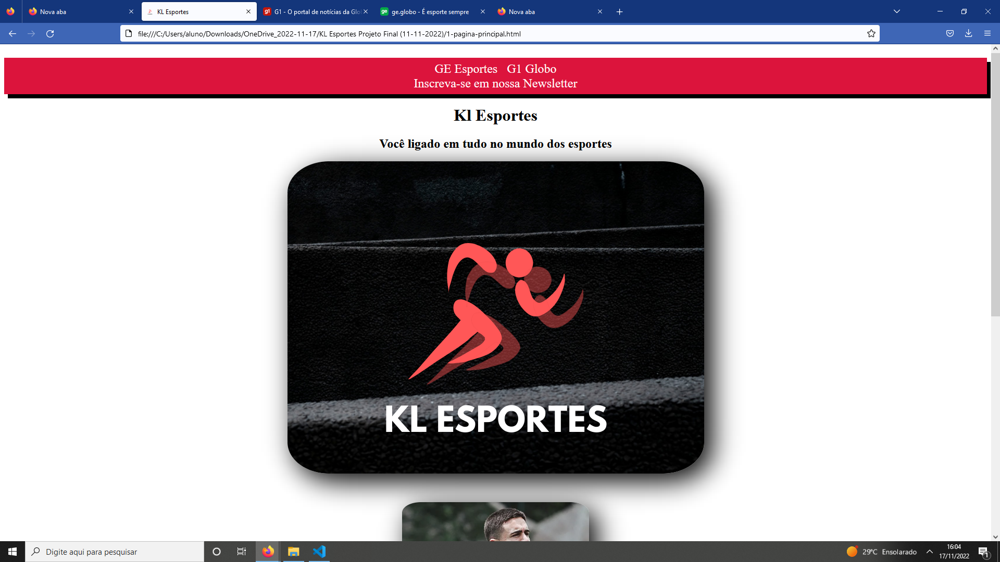 Nova aba
KL Esportes
G1 - O portal de notícias da Glo
ge.globo - É esporte sempre
Nova aba
file:///C:/Users/aluno/Downloads/OneDrive_2022-11-17/KL Esportes Projeto Final (11-11-2022)/1-pagina-principal.html
GE Esportes G1 Globo
Inscreva-se em nossa Newsletter
Kl Esportes
Você ligado em tudo no mundo dos esportes
KL ESPORTES
Digite aqui para pesquisar
29°C Ensolarado
16:04
17/11/2022
1